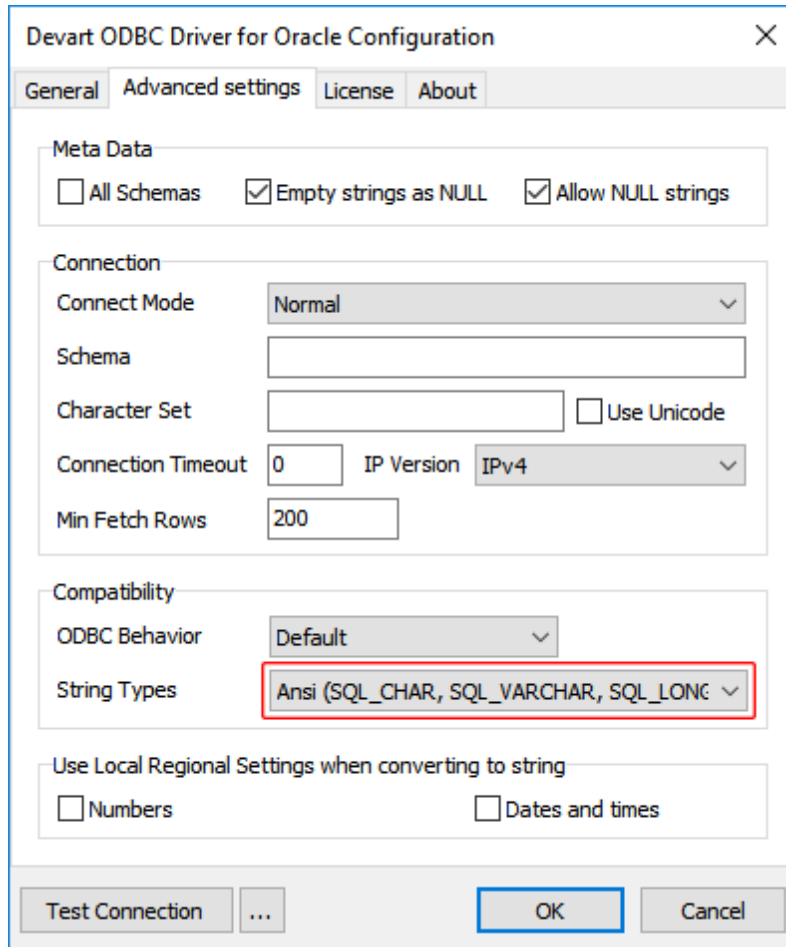 Devart ODBC Driver for Oracle Configuration
General Advanced settings License About
Meta Data
All Schemas Empty strings as NULL Allow NULL strings
Connection
Connect Mode Normal
Schema
Character Set Use Unicode
Connection Timeout 0 IP Version IPv4
Min Fetch Rows 200
Compatibility
ODBC Behavior Default
String Types Ansi (SQL_CHAR, SQL_VARCHAR, SQL_LONG
Use Local Regional Settings when converting to string
Numbers Dates and times
Test Connection ... OK Cancel